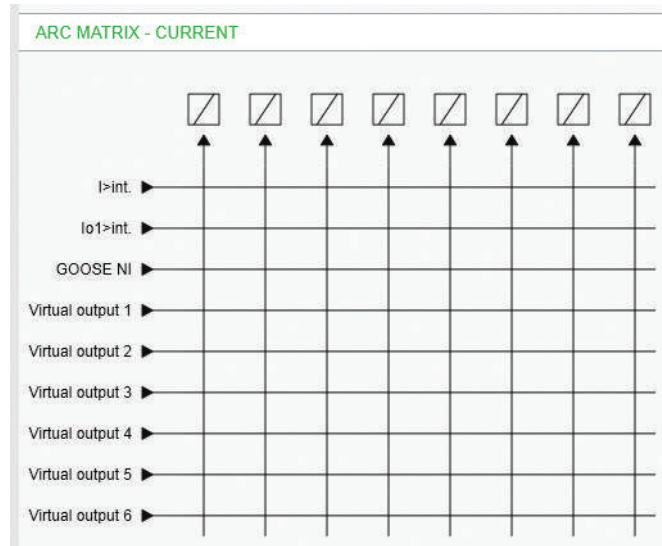 ARC MATRIX - CURRENT
I>int.
Io1>int.
GOOSE NI
Virtual output 1
Virtual output 2
Virtual output 3
Virtual output 4
Virtual output 5
Virtual output 6